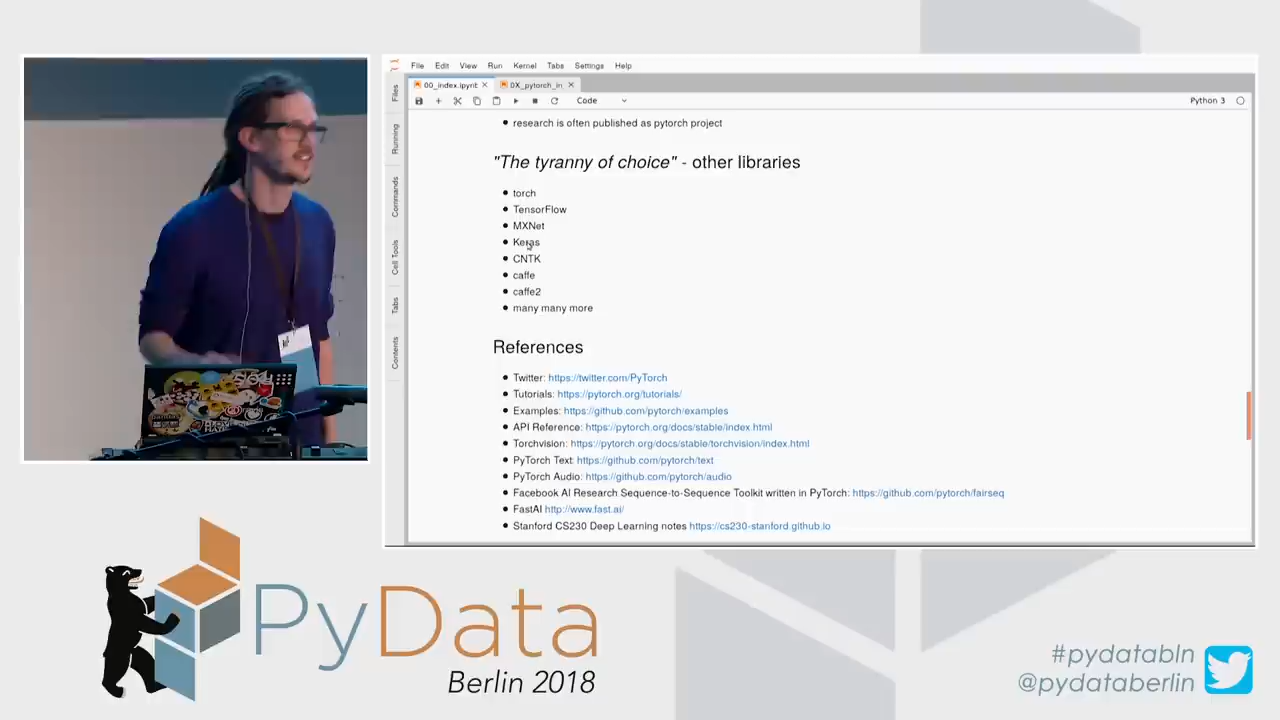 File Edit View Run Kernel Tabs Settings Help
00_index.ipynb
0X_pytorch_in
Code
Python 3
Files
Running
Commands
Cell Tools
Tabs
Contents
research is often published as pytorch project
"The tyranny of choice" - other libraries
torch
TensorFlow
MXNet
Keras
CNTK
caffe
caffe2
many many more
References
Twitter: https://twitter.com/PyTorch
Tutorials: https://pytorch.org/tutorials/
Examples: https://github.com/pytorch/examples
API Reference: https://pytorch.org/docs/stable/index.html
Torchvision: https://pytorch.org/docs/stable/torchvision/index.html
PyTorch Text: https://github.com/pytorch/text
PyTorch Audio: https://github.com/pytorch/audio
Facebook AI Research Sequence-to-Sequence Toolkit written in PyTorch: https://github.com/pytorch/fairseq
FastAI http://www.fast.ai/
Stanford CS230 Deep Learning notes https://cs230-stanford.github.io
PyData
Berlin 2018
#pydatabln
@pydataberlin